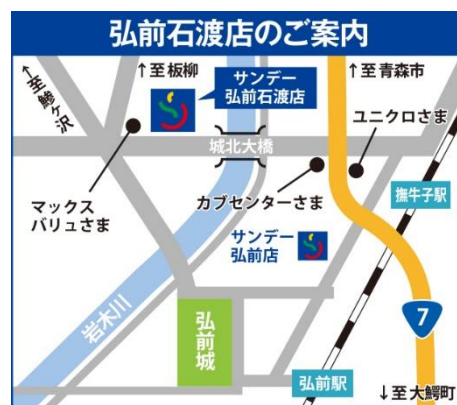 弘前石渡店のご案内
↑至鰺ヶ沢
↑至板柳
サンデー
弘前石渡店
↑至青森市
ユニクロさま
城北大橋
マックス
バリュさま
カブセンターさま
撫牛子駅
サンデー
弘前店
岩木川
弘前城
7
弘前駅
↓至大鰐町